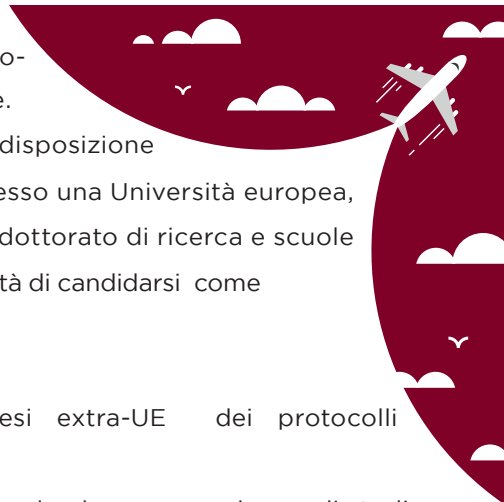 o-
e.
disposizione
esso una Università europea,
dottorato di ricerca e scuole
tà di candidarsi come
esi extra-UE dei protocolli